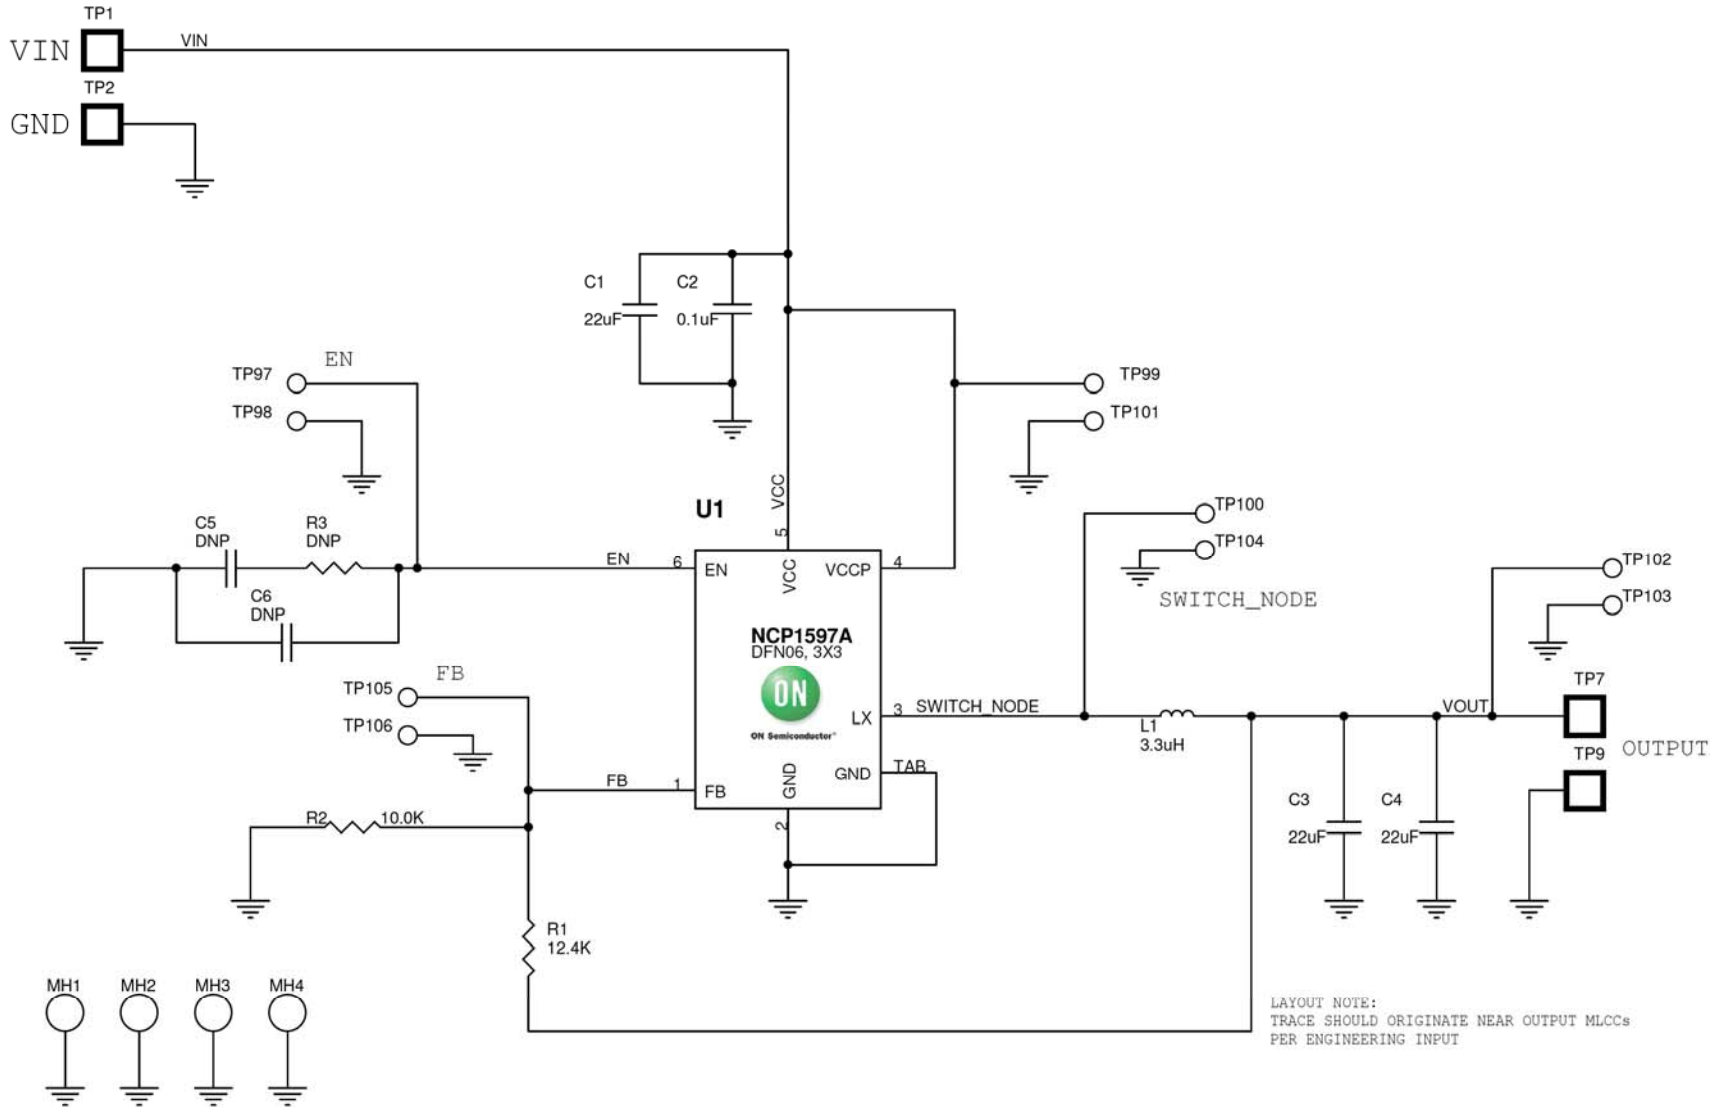 TP1
VIN
VIN
TP2
GND
C1
22uF
C2
0.1uF
EN
TP97
TP98
TP99
TP101
VCC
5
U1
TP100
TP104
SWITCH_NODE
C5
DNP
R3
DNP
C6
DNP
EN
6
EN
VCC
VCCP
4
NCP1597A
DFN06, 3X3
ON
ON Semiconductor
LX
3
SWITCH_NODE
GND
TAB
GND
2
FB
TP105
TP106
FB
1
FB
R2
10.0K
R1
12.4K
L1
3.3uH
TP102
TP103
VOUT
TP7
TP9
OUTPUT
C3
22uF
C4
22uF
MH1
MH2
MH3
MH4
LAYOUT NOTE:
TRACE SHOULD ORIGINATE NEAR OUTPUT MLCCs
PER ENGINEERING INPUT